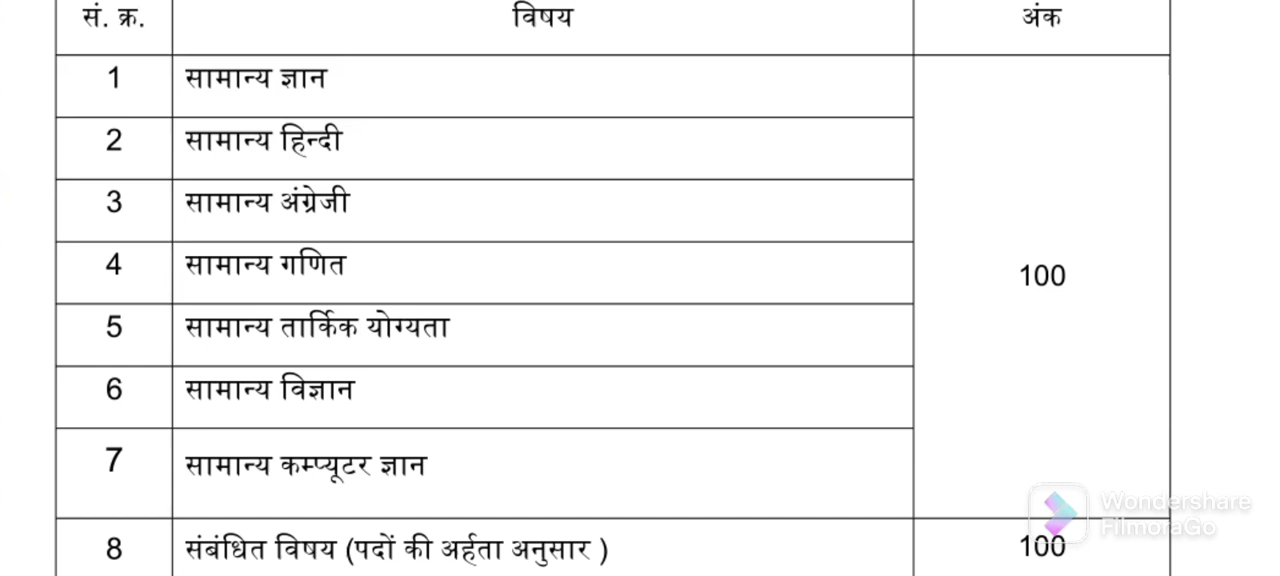 सं. क्र. विषय अंक
1 सामान्य ज्ञान
2 सामान्य हिन्दी
3 सामान्य अंग्रेजी
4 सामान्य गणित
100
5 सामान्य तार्किक योग्यता
6 सामान्य विज्ञान
7 सामान्य कम्प्यूटर ज्ञान
Wondershare
FilmoraGo
8 संबंधित विषय (पदों की अर्हता अनुसार ) 100